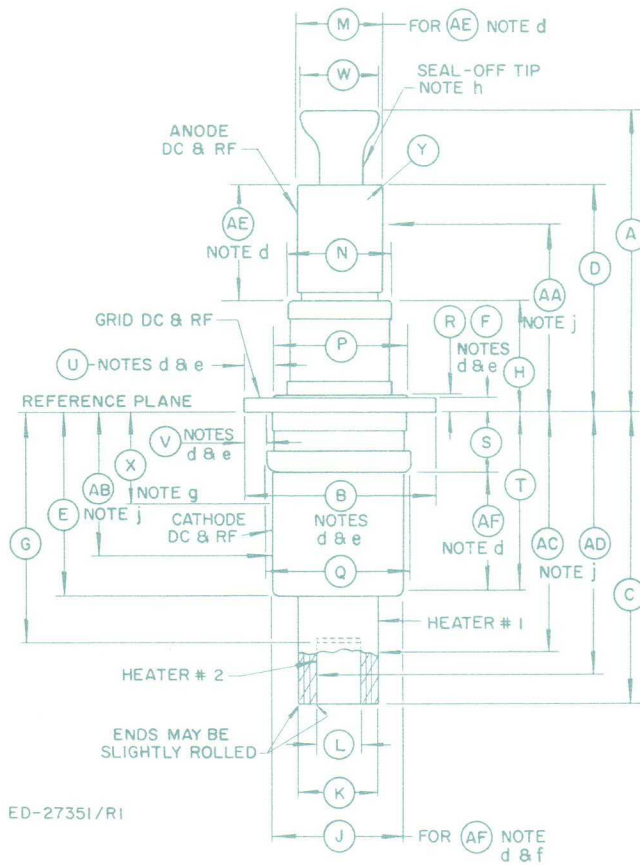 M FOR AE NOTE d
W SEAL-OFF TIP
NOTE h
ANODE
DC & RF
Y
AE
NOTE d
N
A
D
AA
NOTE j
GRID DC & RF
P
R F
NOTES
d & e
H
U - NOTES d & e
REFERENCE PLANE
V NOTES
d & e
S
X
NOTE g
B
T
AB
NOTE j
E
CATHODE
DC & RF
NOTES
d & e
AF
NOTE d
AC AD
NOTE j
G
Q
C
HEATER # 1
HEATER # 2
ENDS MAY BE
SLIGHTLY ROLLED
L
K
ED-27351/R1
J FOR AF NOTE
d & f